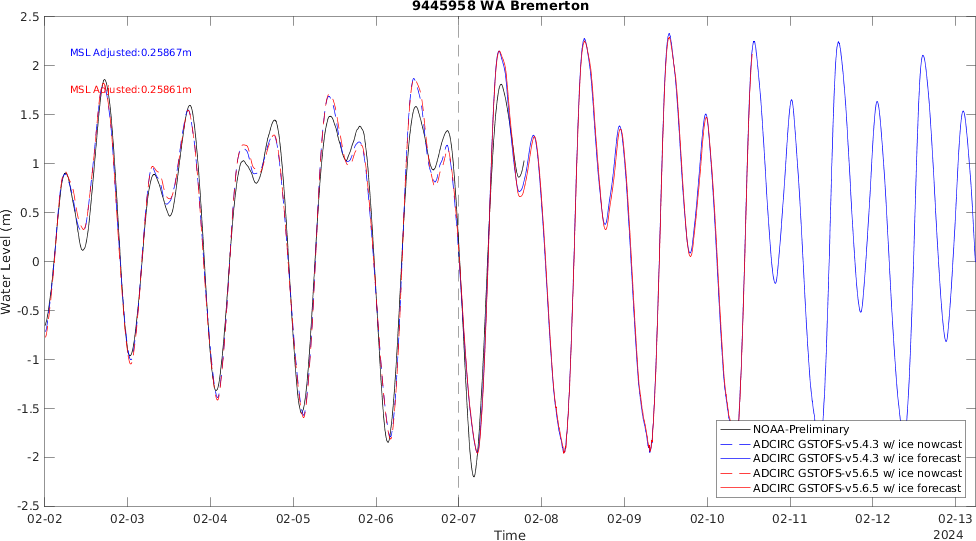 9445958 WA Bremerton
MSL Adjusted:0.25867m
MSL Adjusted:0.25861m
Water Level (m)
2.5
2
1.5
1
0.5
0
-0.5
-1
-1.5
-2
-2.5
NOAA-Preliminary
ADCIRC GSTOFS-v5.4.3 w/ ice nowcast
ADCIRC GSTOFS-v5.4.3 w/ ice forecast
ADCIRC GSTOFS-v5.6.5 w/ ice nowcast
ADCIRC GSTOFS-v5.6.5 w/ ice forecast
02-02 02-03 02-04 02-05 02-06 02-07 02-08 02-09 02-10 02-11 02-12 02-13
Time
2024